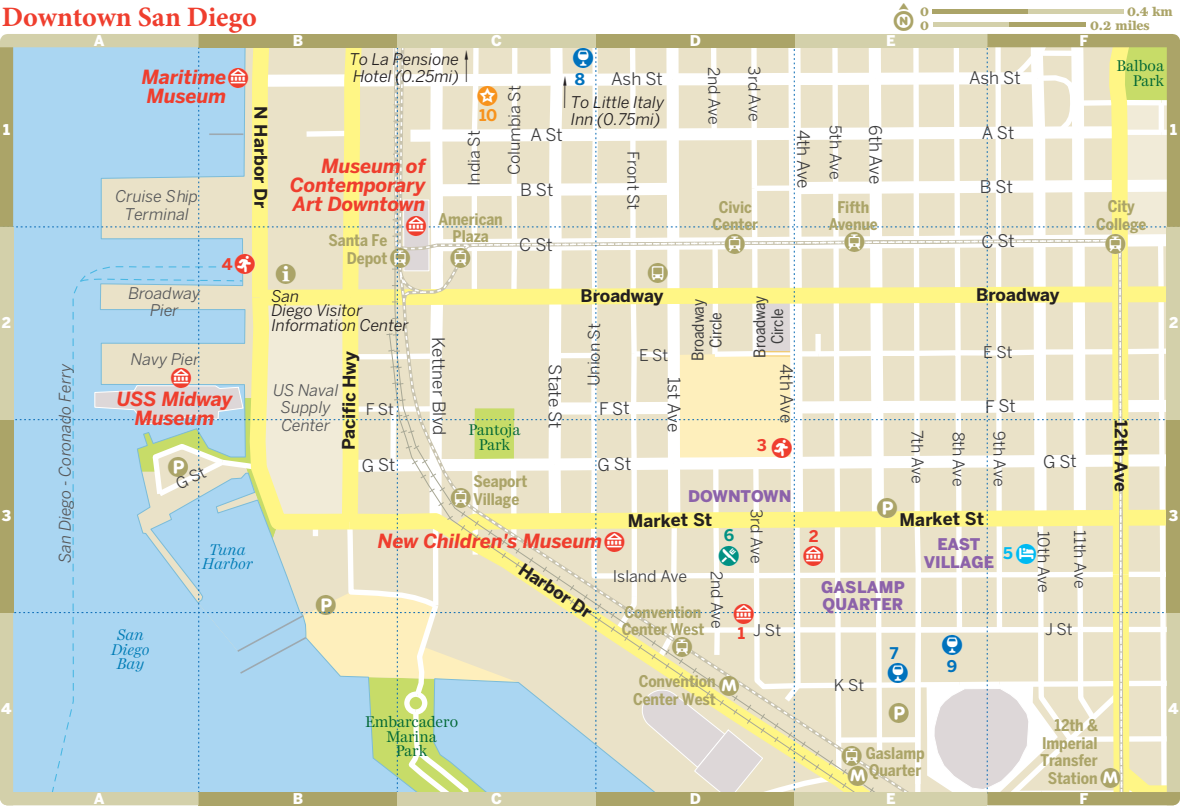 Downtown San Diego
N
0
0.4 km
0
0.2 miles
A
B
C
D
E
F
To La Pensione
Hotel (0.25mi)
8
Ash St
2nd Ave
3rd Ave
Ash St
Balboa
Park
Maritime
Museum
10
To Little Italy
Inn (0.75mi)
1
N Harbor Dr
India St
Columbia St
A St
Front St
4th Ave
5th Ave
6th Ave
A St
1
Museum of
Contemporary
Art Downtown
B St
B St
Cruise Ship
Terminal
American
Plaza
Civic
Center
Fifth
Avenue
City
College
Santa Fe
Depot
C St
C St
4
i
San
Diego Visitor
Information Center
Broadway
Pier
Broadway
Broadway
2
2
Broadway
Circle
Broadway
Circle
Union St
E St
E St
Navy Pier
USS Midway
Museum
US Naval
Supply
Center
Pacific Hwy
Kettner Blvd
State St
1st Ave
4th Ave
F St
F St
F St
Pantoja
Park
3
12th Ave
7th Ave
8th Ave
9th Ave
San Diego - Coronado Ferry
P
G St
G St
G St
G St
Seaport
Village
DOWNTOWN
P
3
Market St
Market St
3
Tuna
Harbor
New Children's Museum
6
3rd Ave
2
EAST
VILLAGE
5
10th Ave
11th Ave
Harbor Dr
Island Ave
2nd Ave
GASLAMP
QUARTER
P
Convention
Center West
1
J St
J St
San
Diego
Bay
7
9
Convention
Center West
M
K St
4
Embarcadero
Marina
Park
P
4
12th &
Imperial
Transfer
Station
M
Gaslamp
Quarter
M
A
B
C
D
E
F